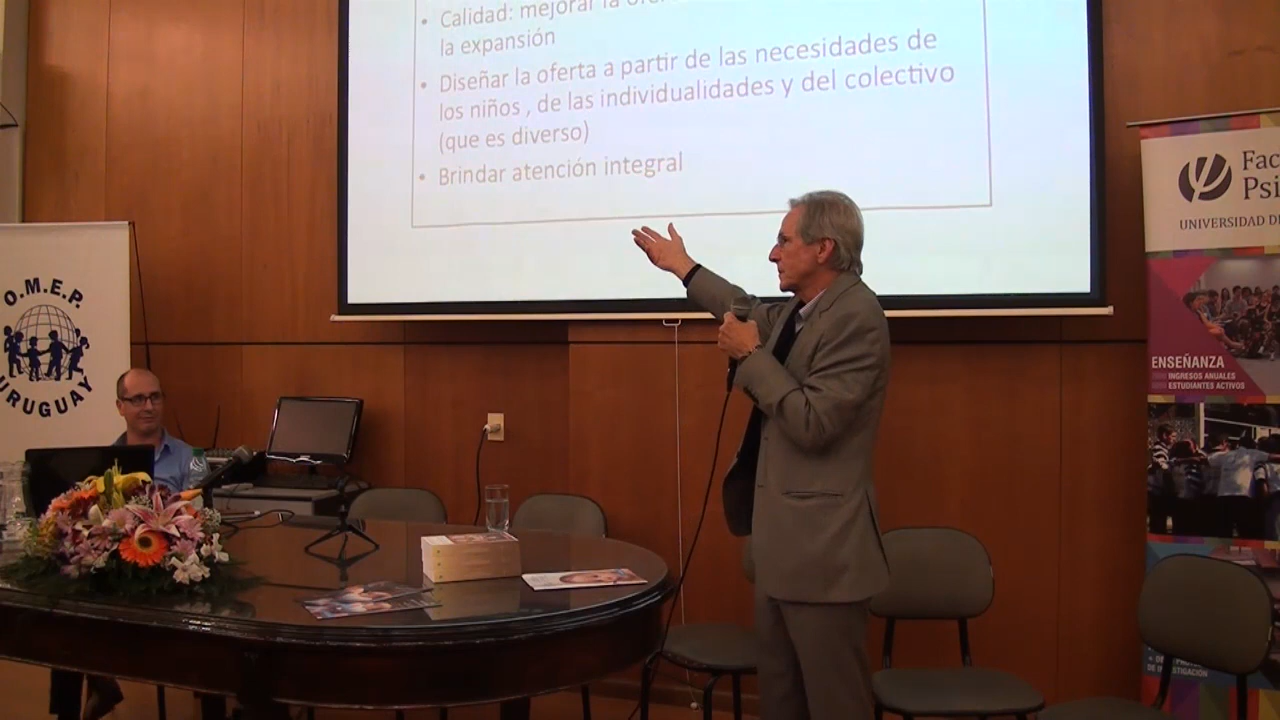 • Calidad: mejorar la
la expansión
• Diseñar la oferta a partir de las necesidades de
los niños , de las individualidades y del colectivo
(que es diverso)
• Brindar atención integral
O.M.E.P.
URUGUAY
Fac
Psi
UNIVERSIDAD DE
ENSEÑANZA
INGRESOS ANUALES
ESTUDIANTES ACTIVOS